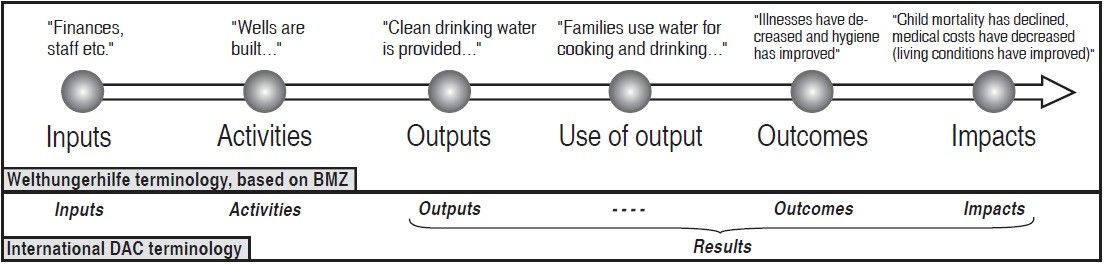 "Finances,
staff etc."
"Wells are
built..."
"Clean drinking water
is provided..."
"Families use water for
cooking and drinking..."
"Illnesses have de-
creased and hygiene
has improved"
"Child mortality has declined,
medical costs have decreased
(living conditions have improved)"
Inputs
Activities
Outputs
Use of output
Outcomes
Impacts
Welthungerhilfe terminology, based on BMZ
Inputs
Activities
Outputs
- - - -
Outcomes
Impacts
Results
International DAC terminology